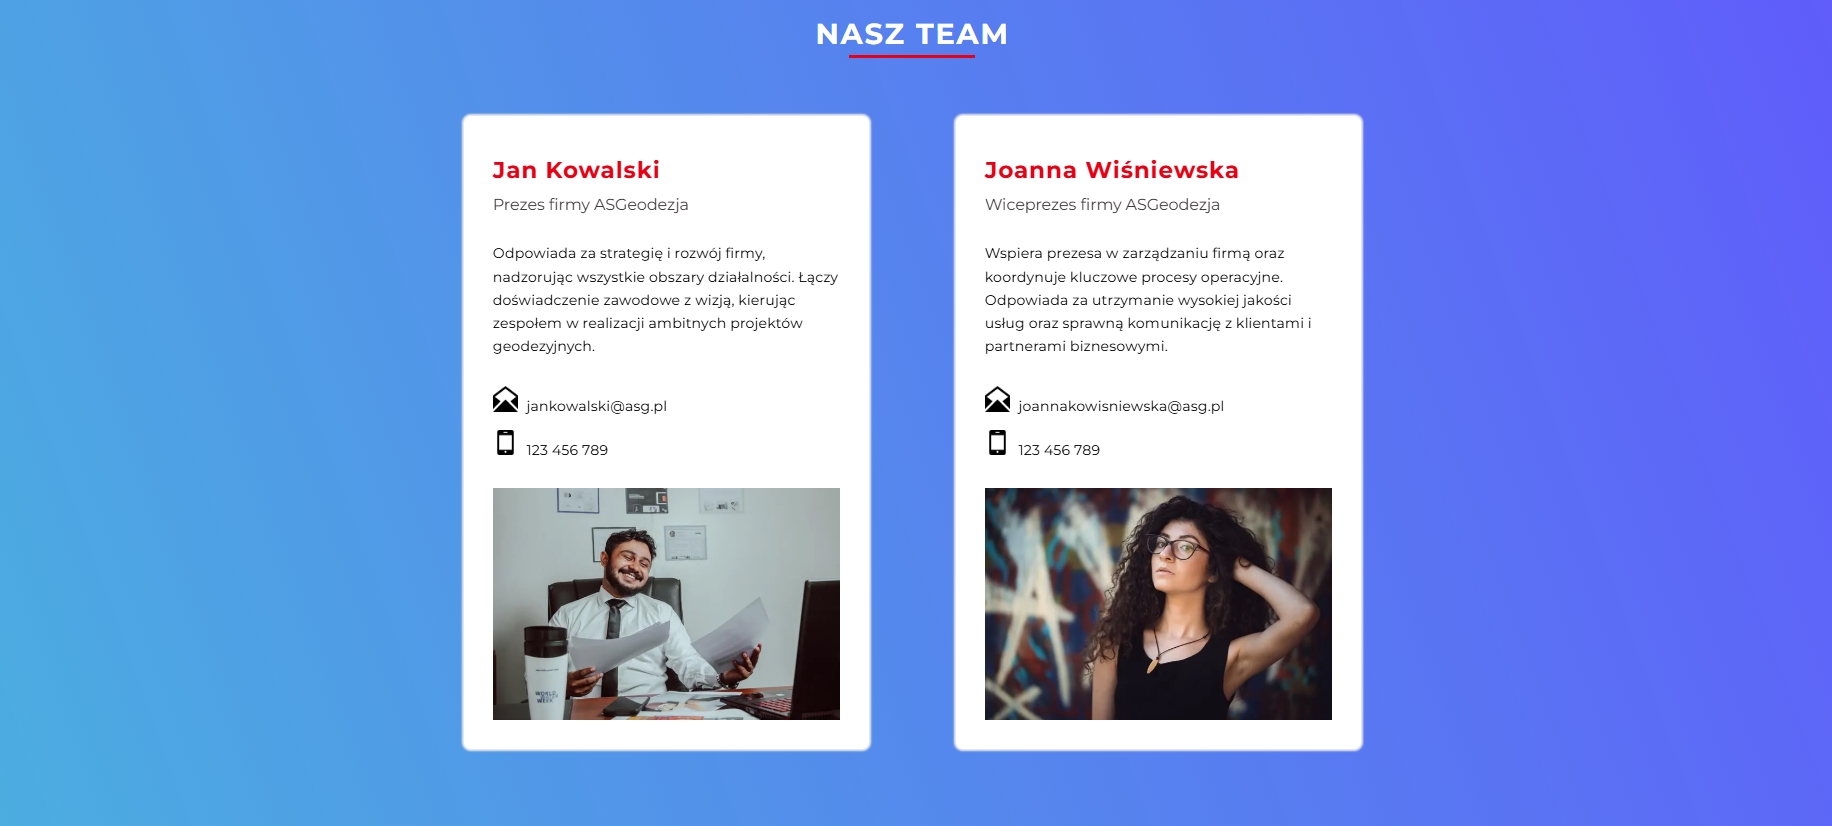 NASZ TEAM
Jan Kowalski
Prezes firmy ASGeodezja
Odpowiada za strategię i rozwój firmy,
nadzorując wszystkie obszary działalności. Łączy
doświadczenie zawodowe z wizją, kierując
zespołem w realizacji ambitnych projektów
geodezyjnych.
jankowalski@asg.pl
123 456 789
WORLD
WEEK
Joanna Wiśniewska
Wiceprezes firmy ASGeodezja
Wspiera prezesa w zarządzaniu firmą oraz
koordynuje kluczowe procesy operacyjne.
Odpowiada za utrzymanie wysokiej jakości
usług oraz sprawną komunikację z klientami i
partnerami biznesowymi.
joannakowisniewska@asg.pl
123 456 789